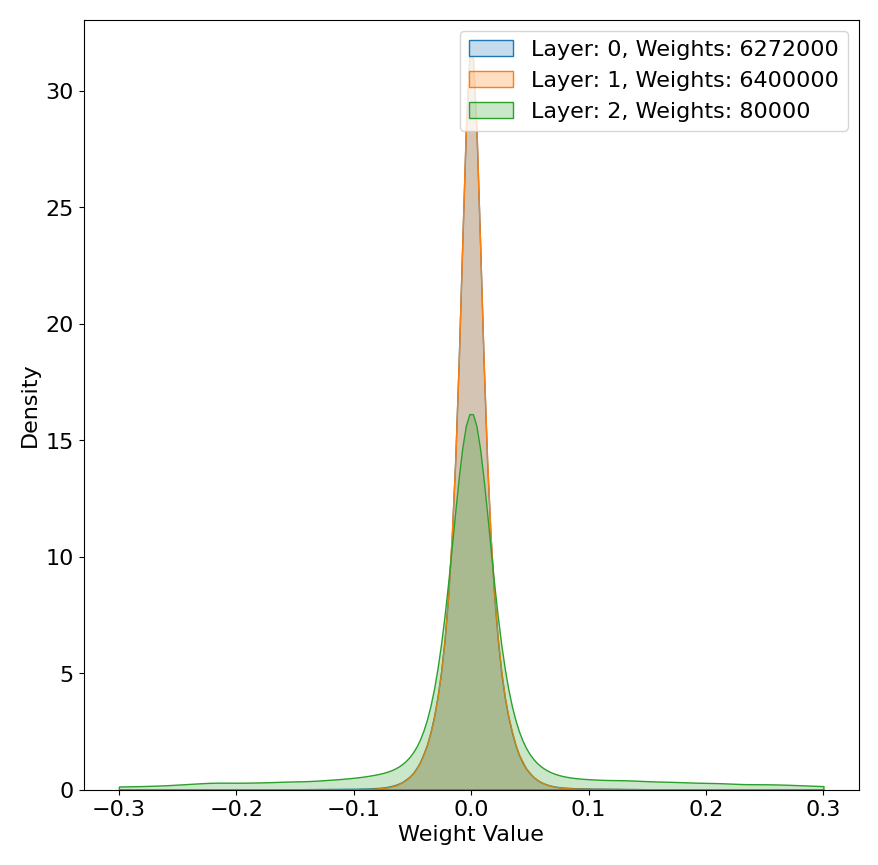 Layer: 0, Weights: 6272000
Layer: 1, Weights: 6400000
Layer: 2, Weights: 80000
30
25
20
15
10
5
0
Density
−0.3 −0.2 −0.1 0.0 0.1 0.2 0.3
Weight Value